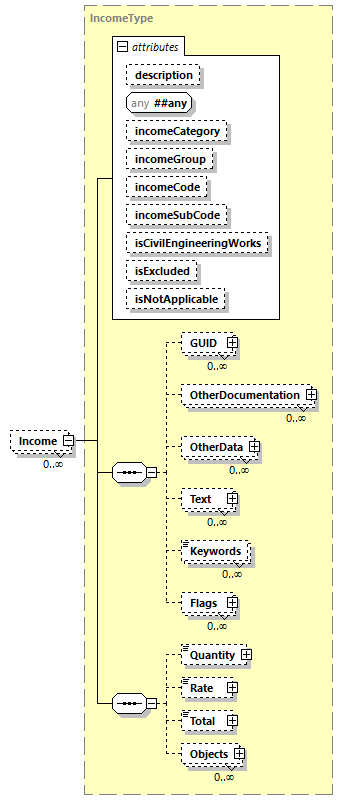 IncomeType
attributes
description
any ##any
incomeCategory
incomeGroup
incomeCode
incomeSubCode
isCivilEngineeringWorks
isExcluded
isNotApplicable
GUID
0..∞
OtherDocumentation
0..∞
OtherData
0..∞
Income
0..∞
Text
0..∞
Keywords
0..∞
Flags
0..∞
Quantity
Rate
Total
Objects
0..∞